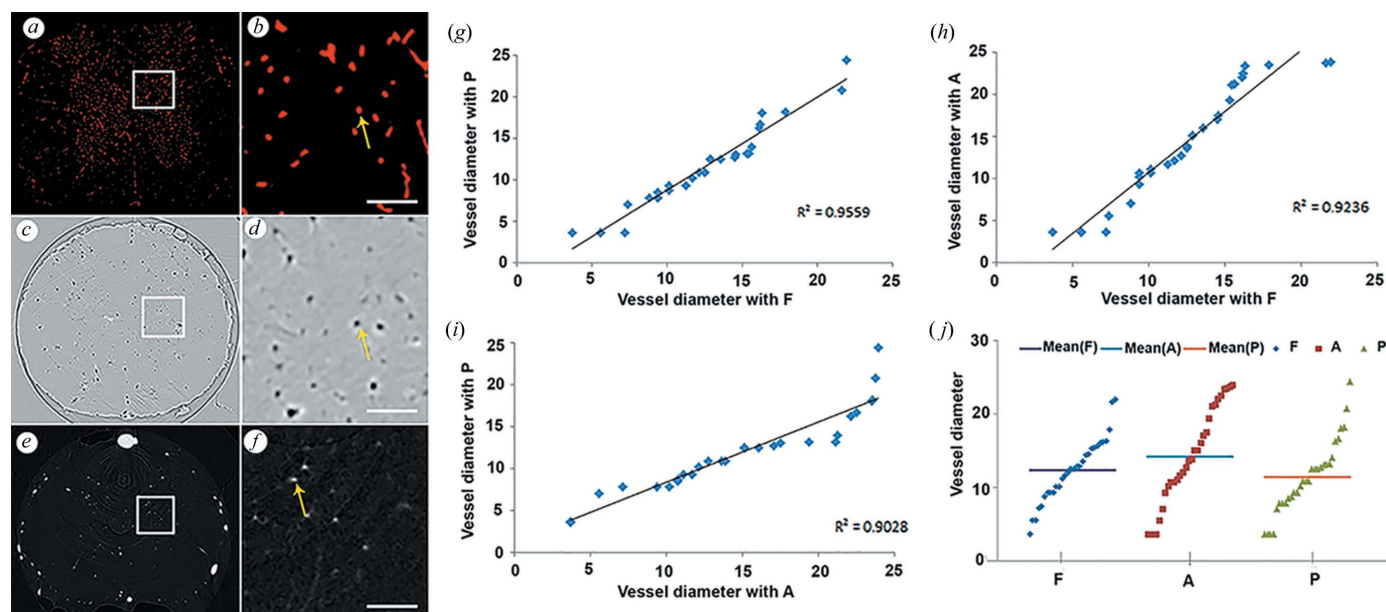 a
b
c
d
e
f
(g)
Vessel diameter with P
25
20
15
10
5
0
R² = 0.9559
0 5 10 15 20 25
Vessel diameter with F
(h)
Vessel diameter with A
25
20
15
10
5
0
R² = 0.9236
0 5 10 15 20 25
Vessel diameter with F
(i)
Vessel diameter with P
25
20
15
10
5
0
R² = 0.9028
0 5 10 15 21 25
Vessel diameter with A
(j)
Vessel diameter
30
20
10
0
Mean(F) Mean(A) Mean(P) F A P
F A P